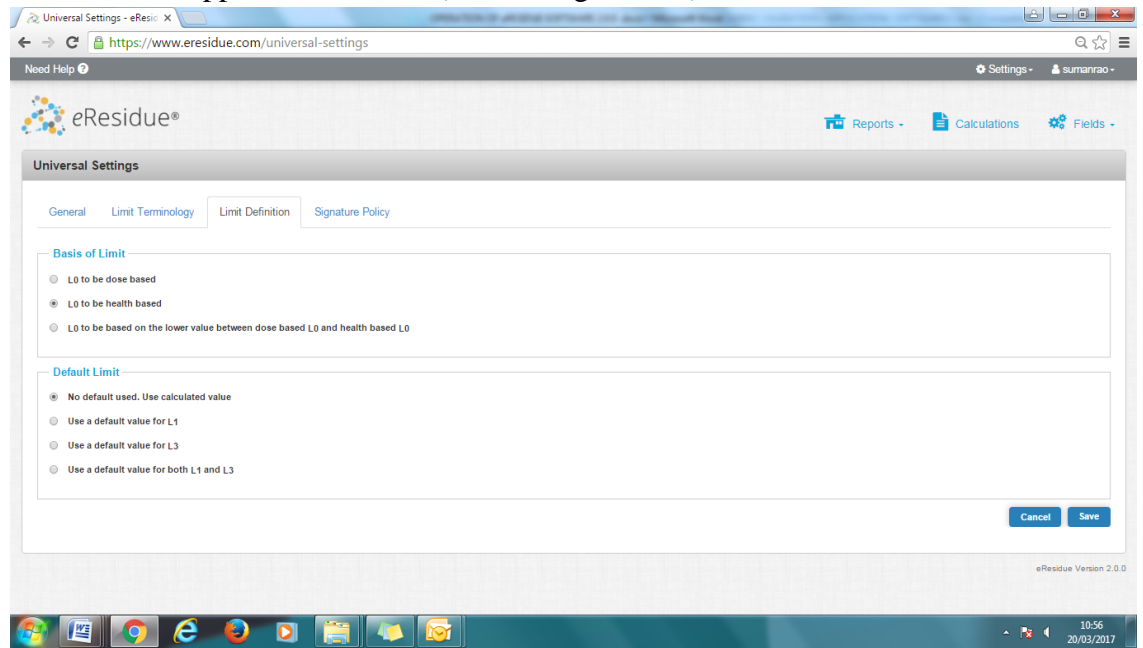 Universal Settings - eResic
https://www.eresidue.com/universal-settings
Need Help ?
Settings
sumanrao
eResidue®
Reports
Calculations
Fields
Universal Settings
General Limit Terminology Limit Definition Signature Policy
Basis of Limit
L0 to be dose based
L0 to be health based
L0 to be based on the lower value between dose based L0 and health based L0
Default Limit
No default used. Use calculated value
Use a default value for L1
Use a default value for L3
Use a default value for both L1 and L3
Cancel Save
eResidue Version 2.0.0
10:56
20/03/2017